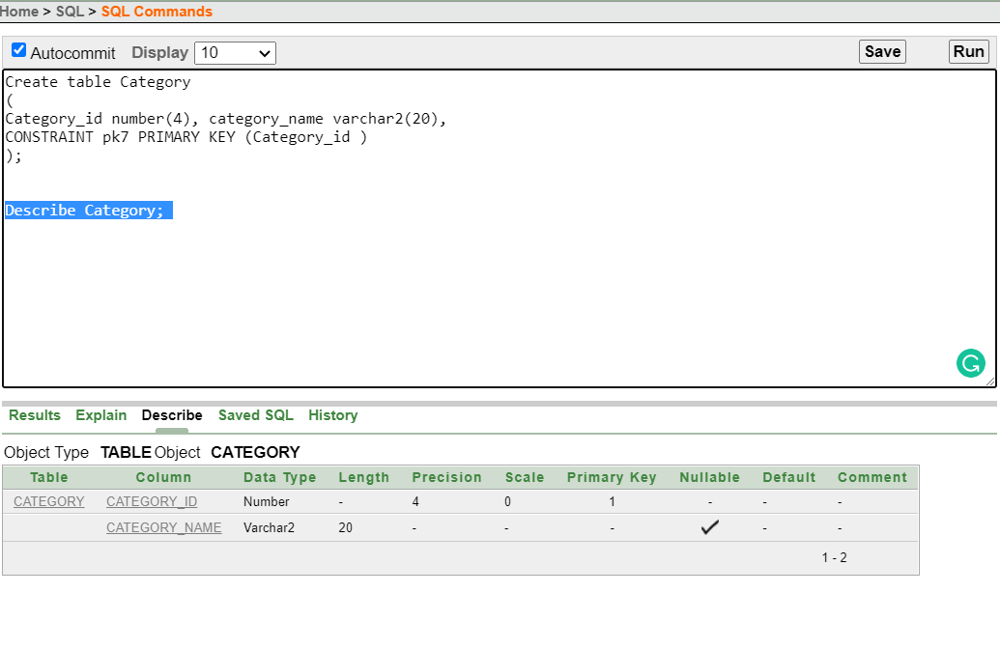 Home > SQL > SQL Commands
Autocommit Display 10 Save Run
Create table Category
(
Category_id number(4), category_name varchar2(20),
CONSTRAINT pk7 PRIMARY KEY (Category_id )
);
Describe Category;
Results Explain Describe Saved SQL History
Object Type TABLE Object CATEGORY
Table Column Data Type Length Precision Scale Primary Key Nullable Default Comment
CATEGORY CATEGORY_ID Number - 4 0 1 - - -
CATEGORY_NAME Varchar2 20 - - - ✓ - -
1 - 2